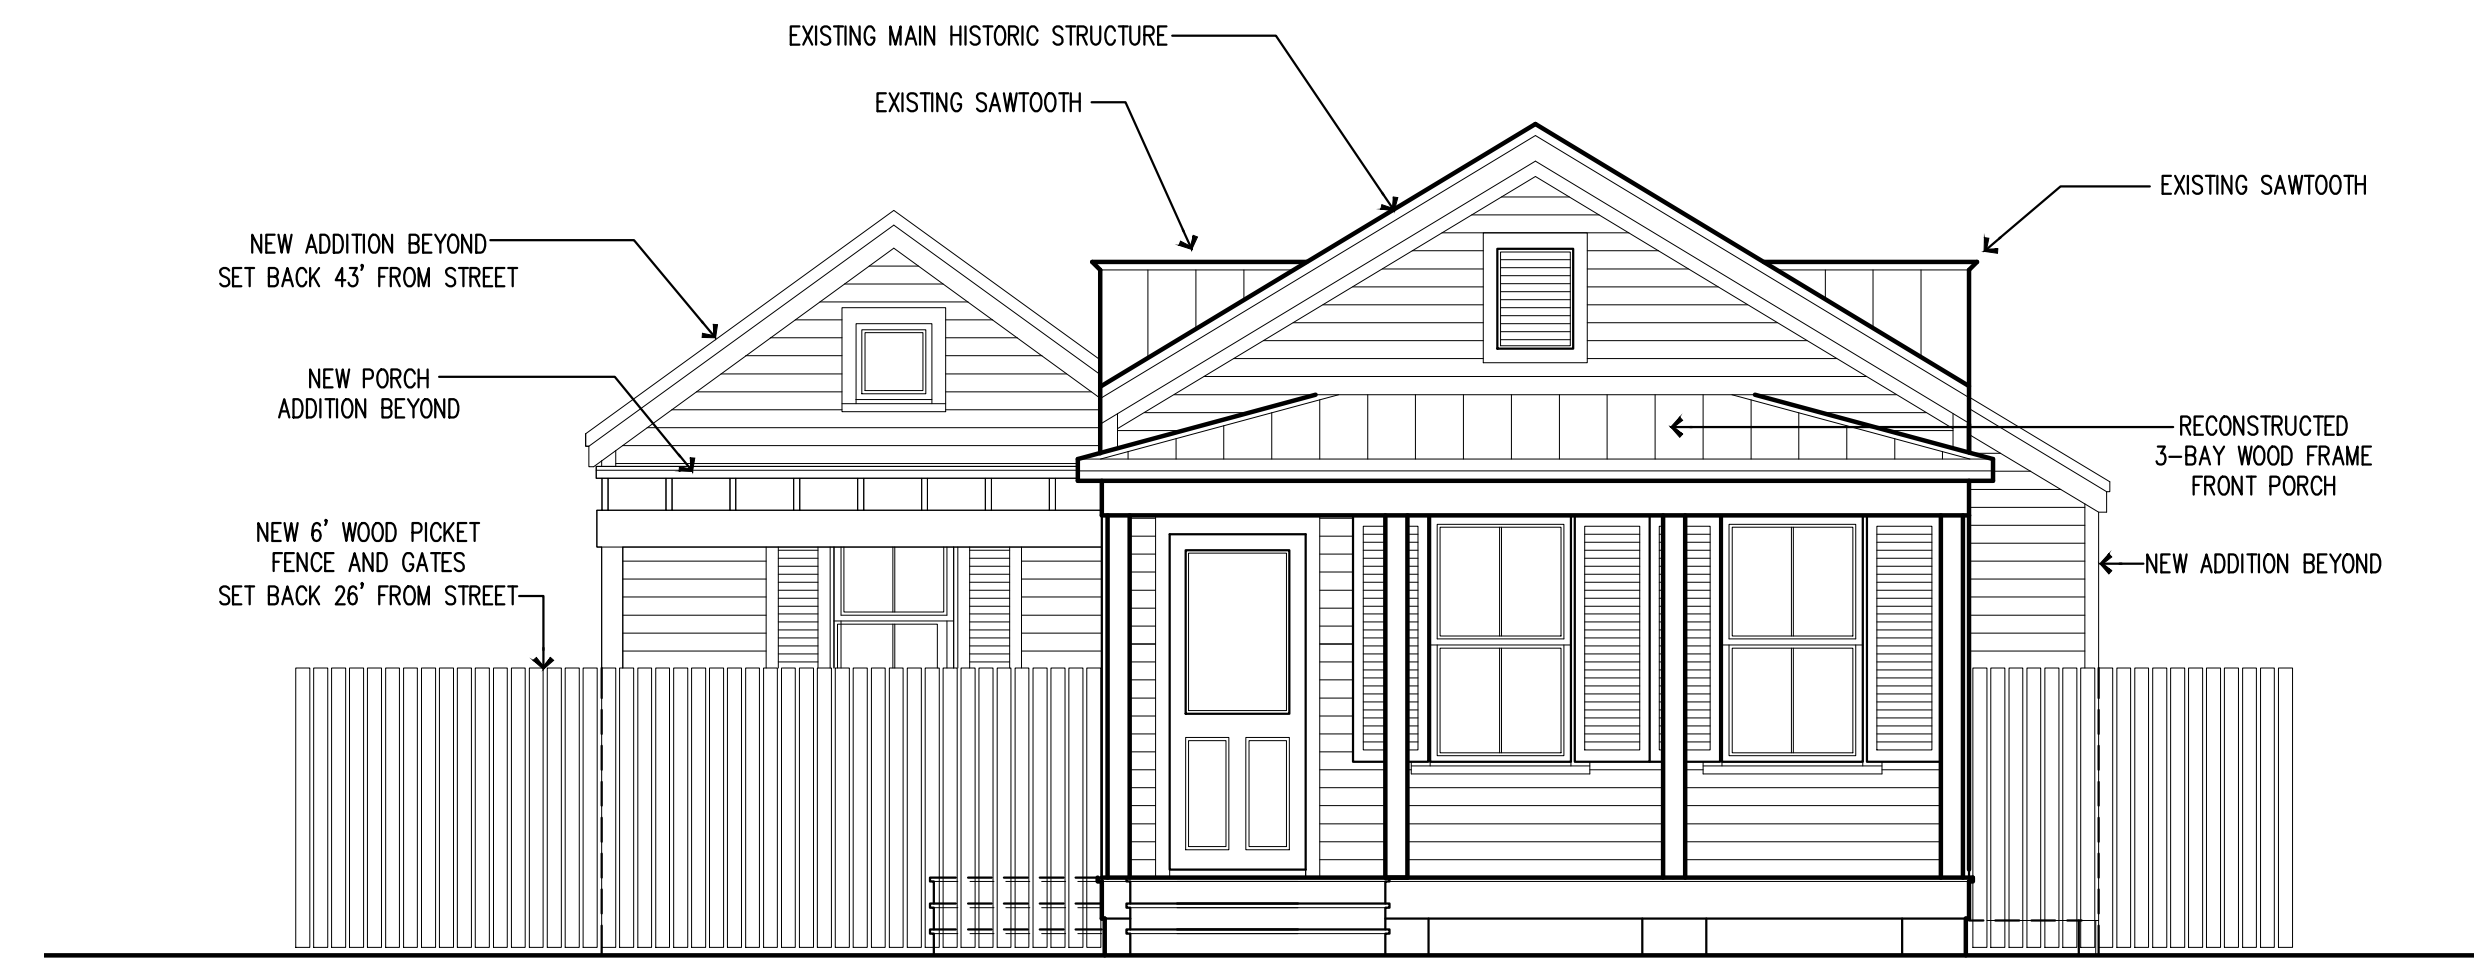 EXISTING MAIN HISTORIC STRUCTURE
EXISTING SAWTOOTH
EXISTING SAWTOOTH
NEW ADDITION BEYOND
SET BACK 43' FROM STREET
NEW PORCH
ADDITION BEYOND
RECONSTRUCTED
3-BAY WOOD FRAME
FRONT PORCH
NEW 6' WOOD PICKET
FENCE AND GATES
SET BACK 26' FROM STREET
NEW ADDITION BEYOND